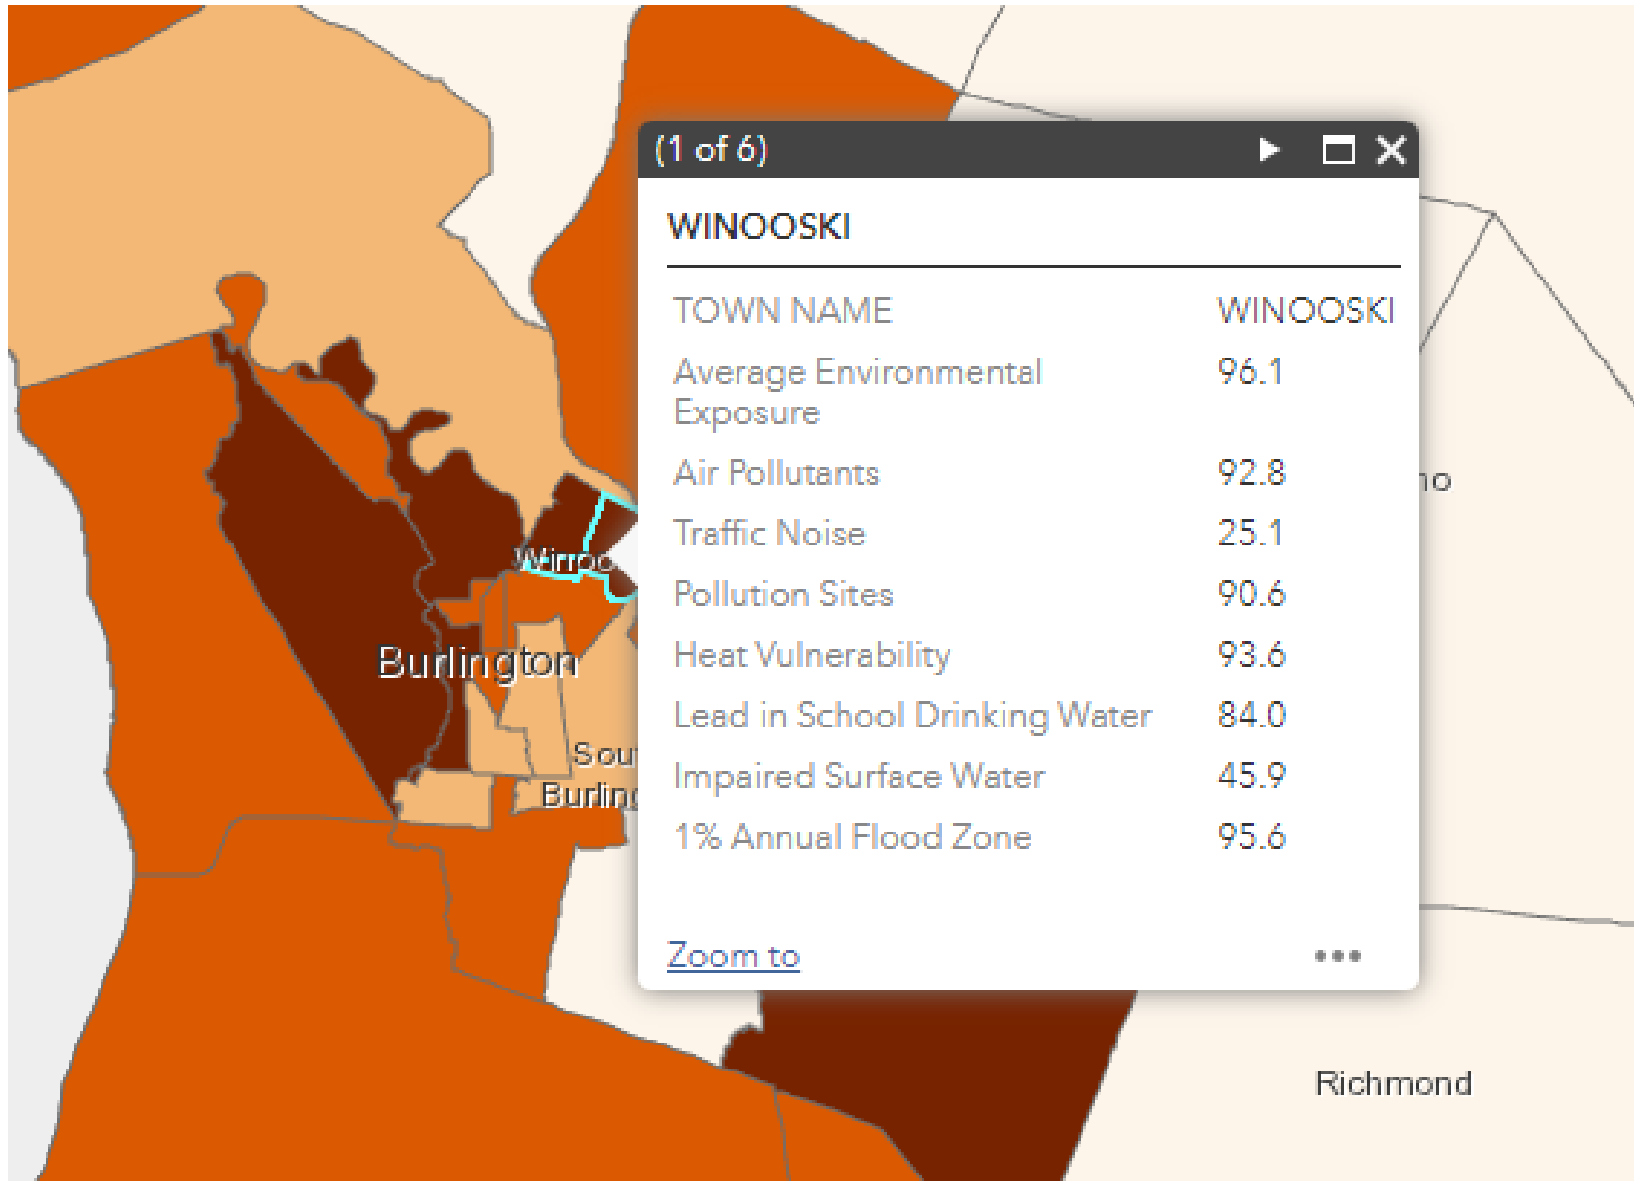 (1 of 6)
WINOOSKI
TOWN NAME WINOOSKI
Average Environmental 96.1
Exposure
Air Pollutants 92.8
Traffic Noise 25.1
Pollution Sites 90.6
Heat Vulnerability 93.6
Lead in School Drinking Water 84.0
Impaired Surface Water 45.9
1% Annual Flood Zone 95.6
Zoom to
Burlington
Sou
Burling
Richmond